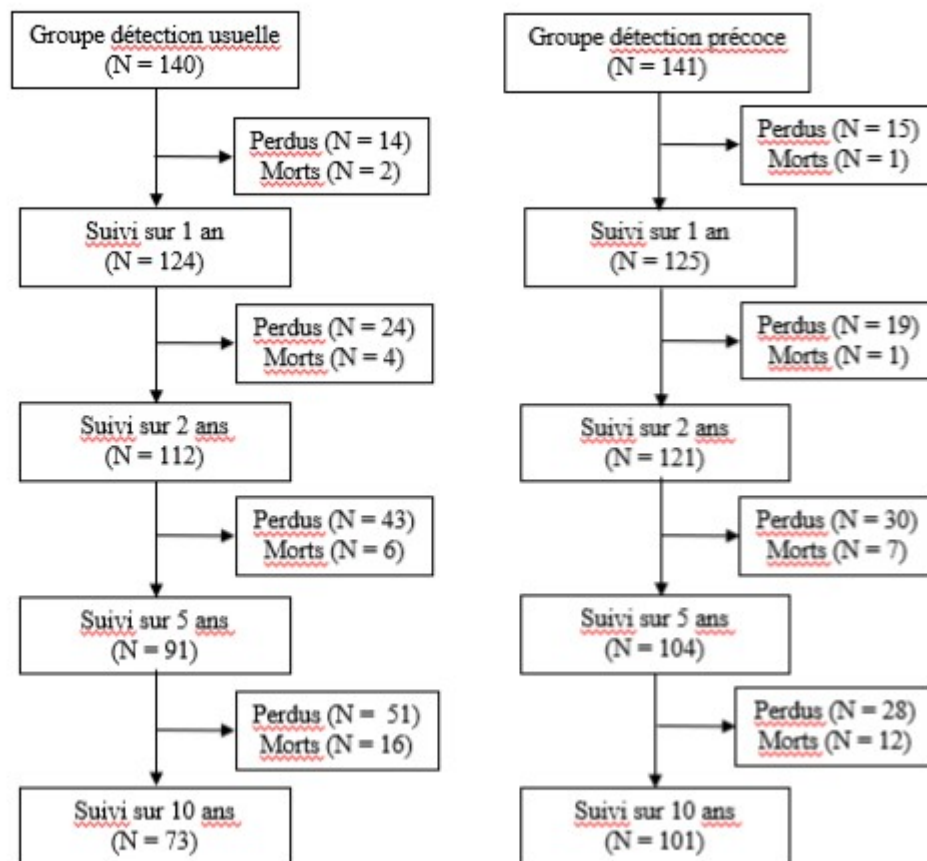 Groupe détection usuelle
(N = 140)
Perdus (N = 14)
Morts (N = 2)
Suivi sur 1 an
(N = 124)
Perdus (N = 24)
Morts (N = 4)
Suivi sur 2 ans
(N = 112)
Perdus (N = 43)
Morts (N = 6)
Suivi sur 5 ans
(N = 91)
Perdus (N = 51)
Morts (N = 16)
Suivi sur 10 ans
(N = 73)
Groupe détection précoce
(N = 141)
Perdus (N = 15)
Morts (N = 1)
Suivi sur 1 an
(N = 125)
Perdus (N = 19)
Morts (N = 1)
Suivi sur 2 ans
(N = 121)
Perdus (N = 30)
Morts (N = 7)
Suivi sur 5 ans
(N = 104)
Perdus (N = 28)
Morts (N = 12)
Suivi sur 10 ans
(N = 101)